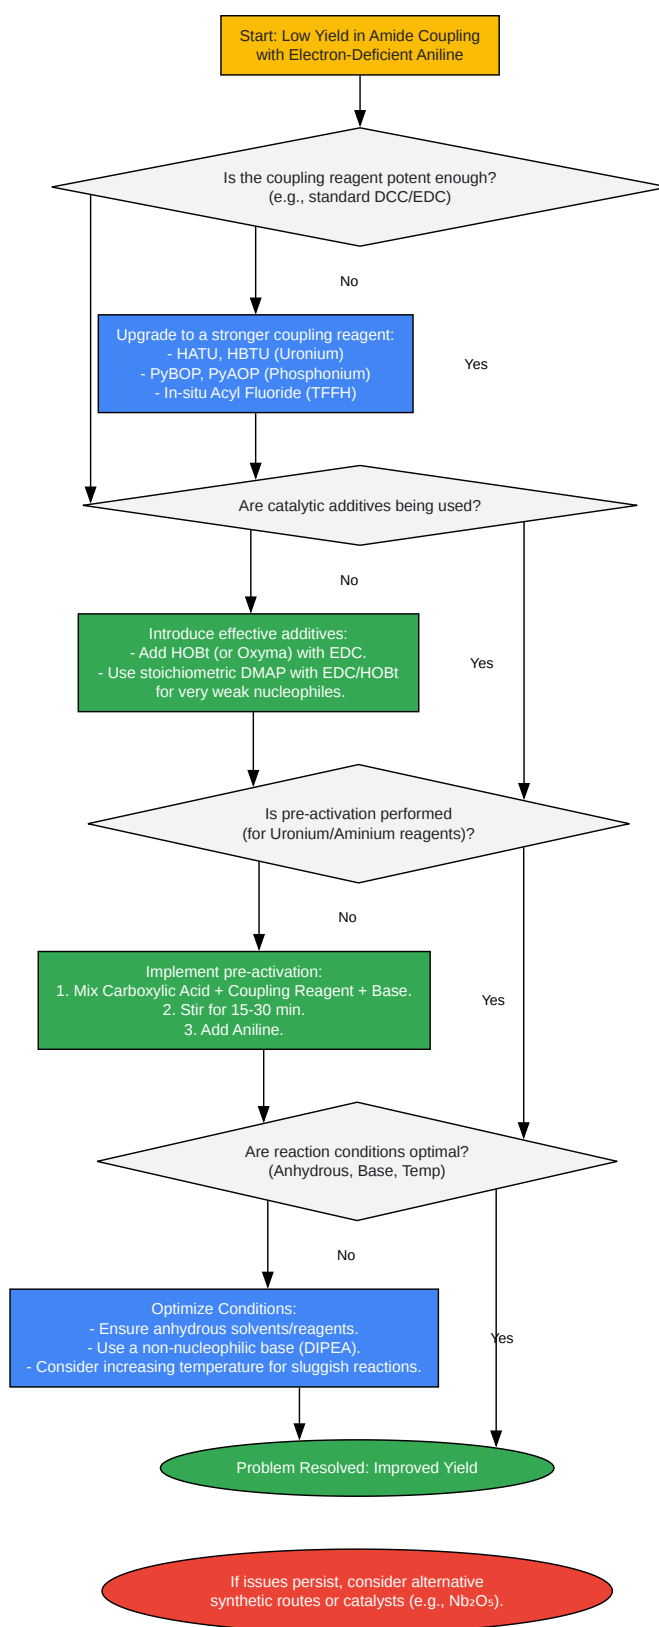 Start: Low Yield in Amide Coupling
with Electron-Deficient Aniline
Is the coupling reagent potent enough?
(e.g., standard DCC/EDC)
No
Upgrade to a stronger coupling reagent:
- HATU, HBTU (Uronium)
- PyBOP, PyAOP (Phosphonium)
- In-situ Acyl Fluoride (TFFH)
Yes
Are catalytic additives being used?
No
Introduce effective additives:
- Add HOBt (or Oxyma) with EDC.
- Use stoichiometric DMAP with EDC/HOBt
for very weak nucleophiles.
Yes
Is pre-activation performed
(for Uronium/Aminium reagents)?
No
Implement pre-activation:
1. Mix Carboxylic Acid + Coupling Reagent + Base.
2. Stir for 15-30 min.
3. Add Aniline.
Yes
Are reaction conditions optimal?
(Anhydrous, Base, Temp)
No
Optimize Conditions:
- Ensure anhydrous solvents/reagents.
- Use a non-nucleophilic base (DIPEA).
- Consider increasing temperature for sluggish reactions.
Yes
Problem Resolved: Improved Yield
If issues persist, consider alternative
synthetic routes or catalysts (e.g., Nb₂O₅).